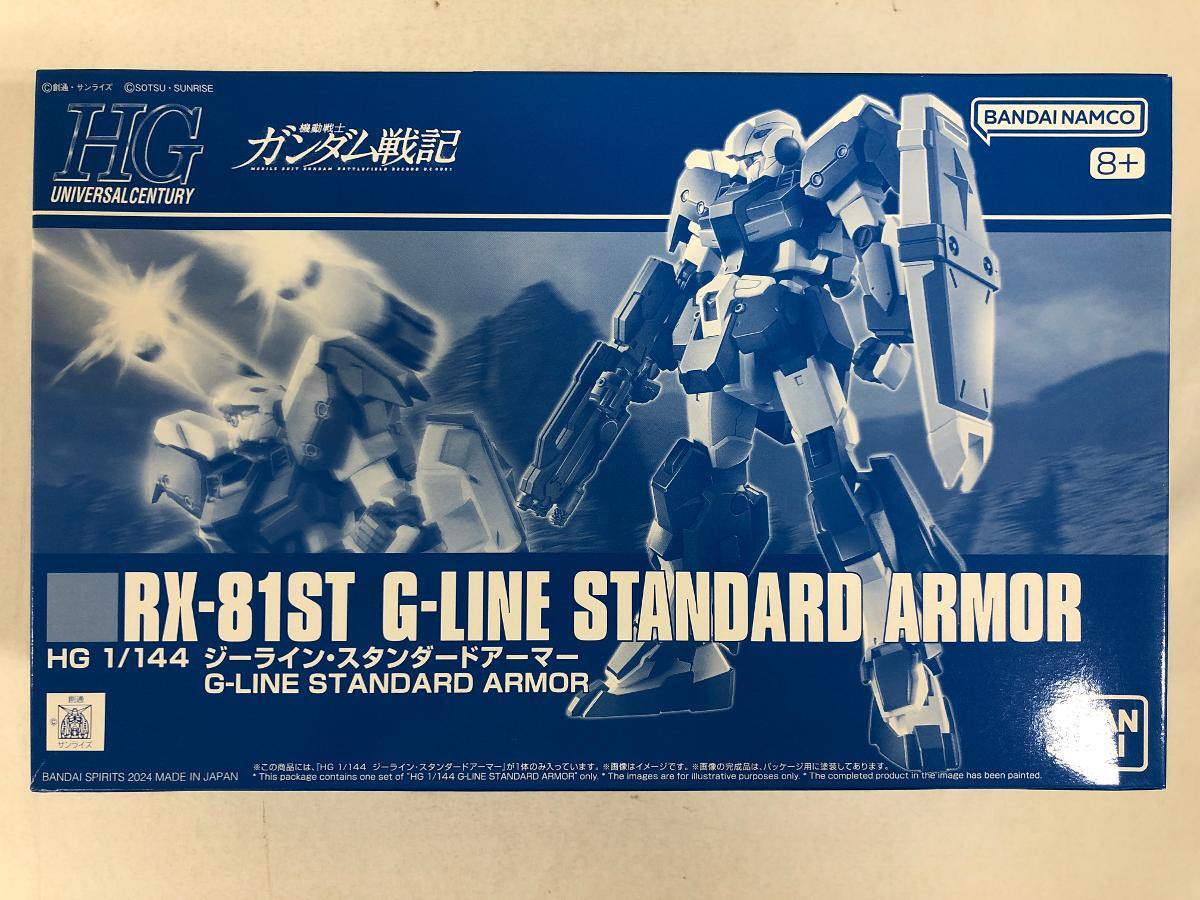 ©創通・サンライズ ©SOTSU・SUNRISE
HG
UNIVERSAL CENTURY
機動戦士
ガンダム戦記
MOBILE SUIT GUNDAM BATTLEFIELD RECORD U.C.0081
BANDAI NAMCO
8+
RX-81ST G-LINE STANDARD ARMOR
HG 1/144 ジーライン・スタンダードアーマー
G-LINE STANDARD ARMOR
創通
©
サンライズ
BANDAI SPIRITS 2024 MADE IN JAPAN
※この商品には、「HG 1/144 ジーライン・スタンダードアーマー」が1体のみ入っています。※画像はイメージです。※画像の完成品は、パッケージ用に塗装してあります。
* This package contains one set of "HG 1/144 G-LINE STANDARD ARMOR" only. * The images are for illustrative purposes only. * The completed product in the image has been painted.